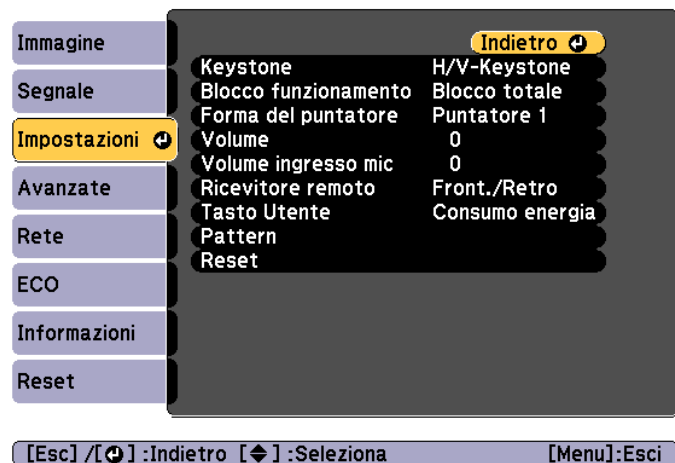 Immagine
Segnale
Impostazioni
Avanzate
Rete
ECO
Informazioni
Reset
Indietro
Keystone H/V-Keystone
Blocco funzionamento Blocco totale
Forma del puntatore Puntatore 1
Volume 0
Volume ingresso mic 0
Ricevitore remoto Front./Retro
Tasto Utente Consumo energia
Pattern
Reset
[Esc] /[⏎] :Indietro [◆] :Seleziona [Menu]:Esci